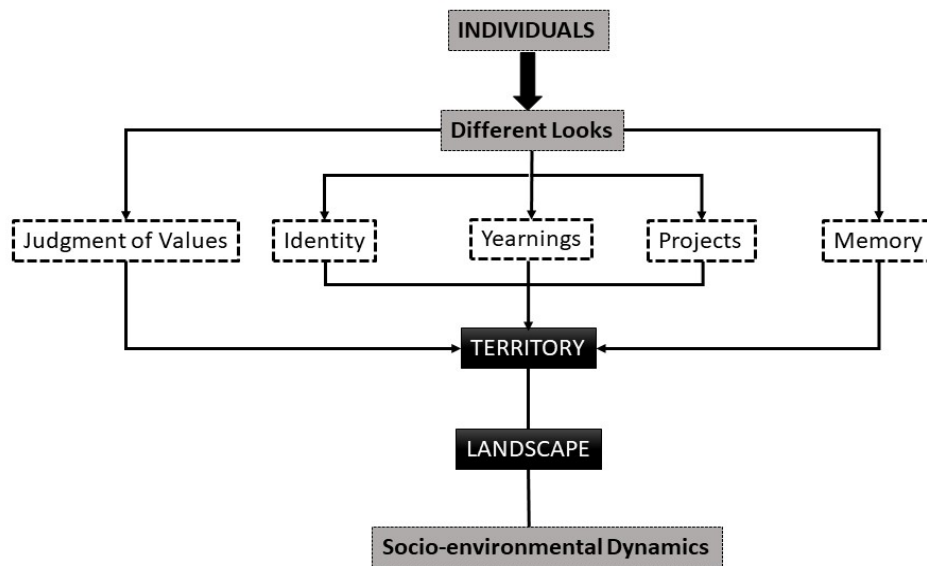 INDIVIDUALS
Different Looks
Judgment of Values
Identity
Yearnings
Projects
Memory
TERRITORY
LANDSCAPE
Socio-environmental Dynamics